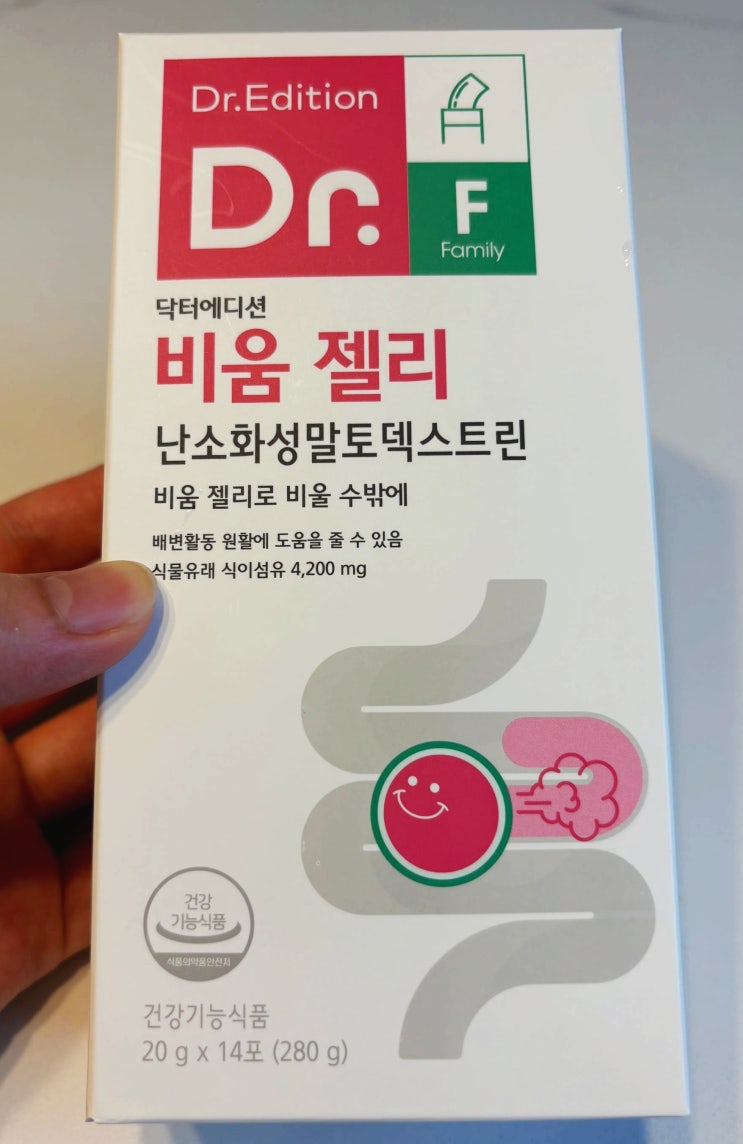 Dr.Edition
Dr.
F
Family
닥터에디션
비움 젤리
난소화성말토덱스트린
비움 젤리로 비울 수밖에
배변활동 원활에 도움을 줄 수 있음
식물유래 식이섬유 4,200 mg
건강
기능식품
식품의약품안전처
건강기능식품
20 g x 14포 (280 g)